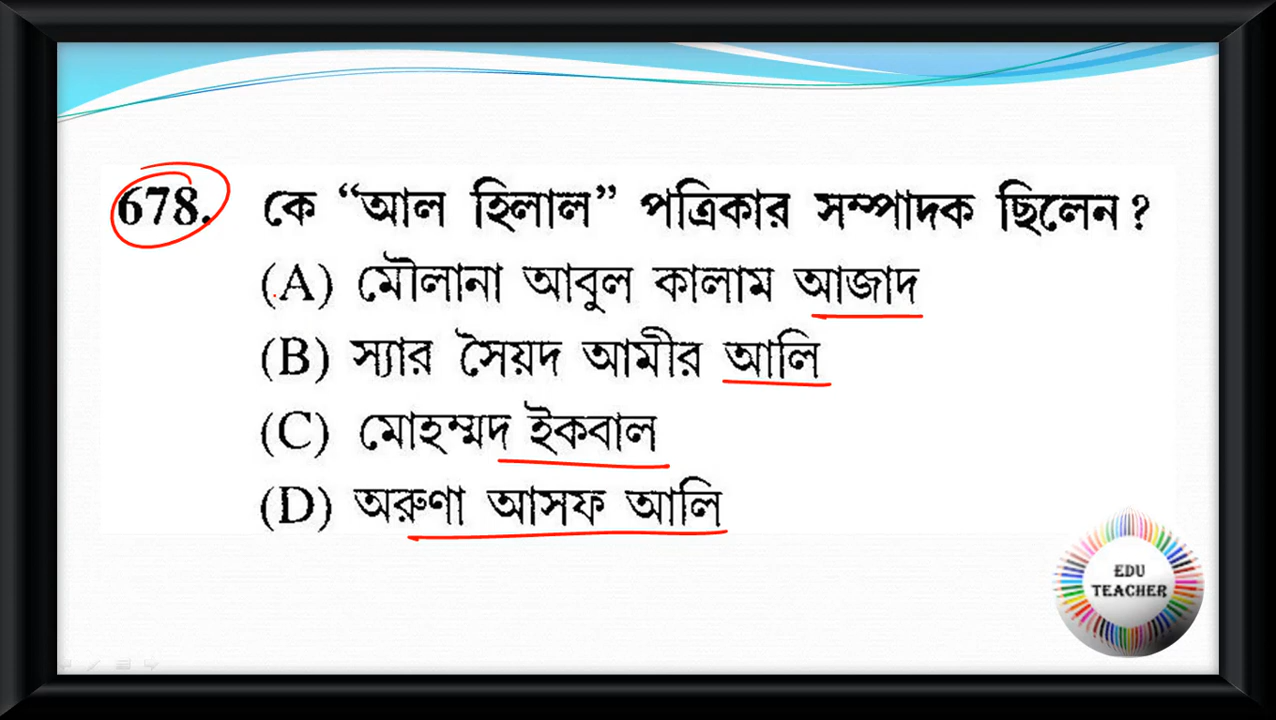 678. কে “আল হিলাল” পত্রিকার সম্পাদক ছিলেন ?
(A) মৌলানা আবুল কালাম আজাদ
(B) স্যার সৈয়দ আমীর আলি
(C) মোহম্মদ ইকবাল
(D) অরুণা আসফ আলি
EDU
TEACHER